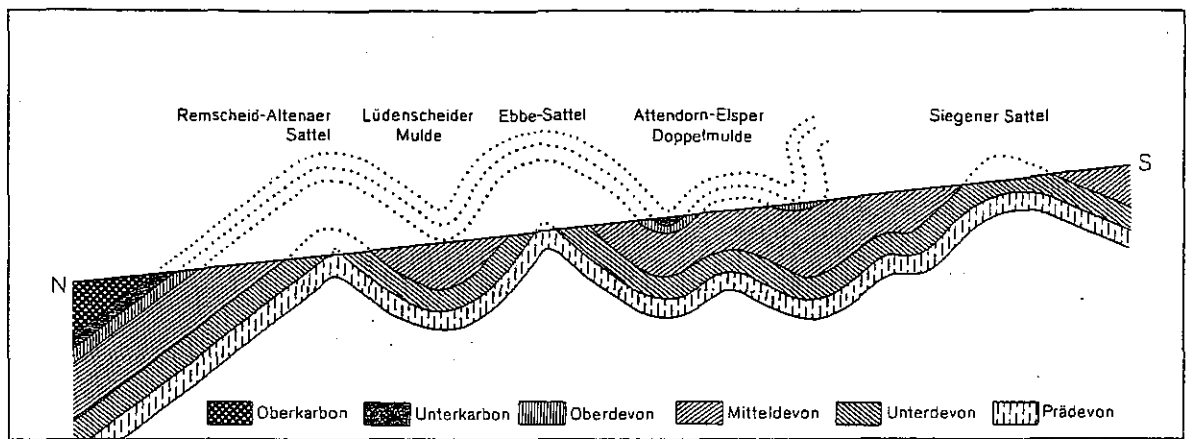 Remscheid-Altenaer
Sattel
Lüdenscheider
Mulde
Ebbe-Sattel
Attendorn-Elsper
Doppelmulde
Siegener Sattel
N
S
Oberkarbon
Unterkarbon
Oberdevon
Mitteldevon
Unterdevon
Prädevon